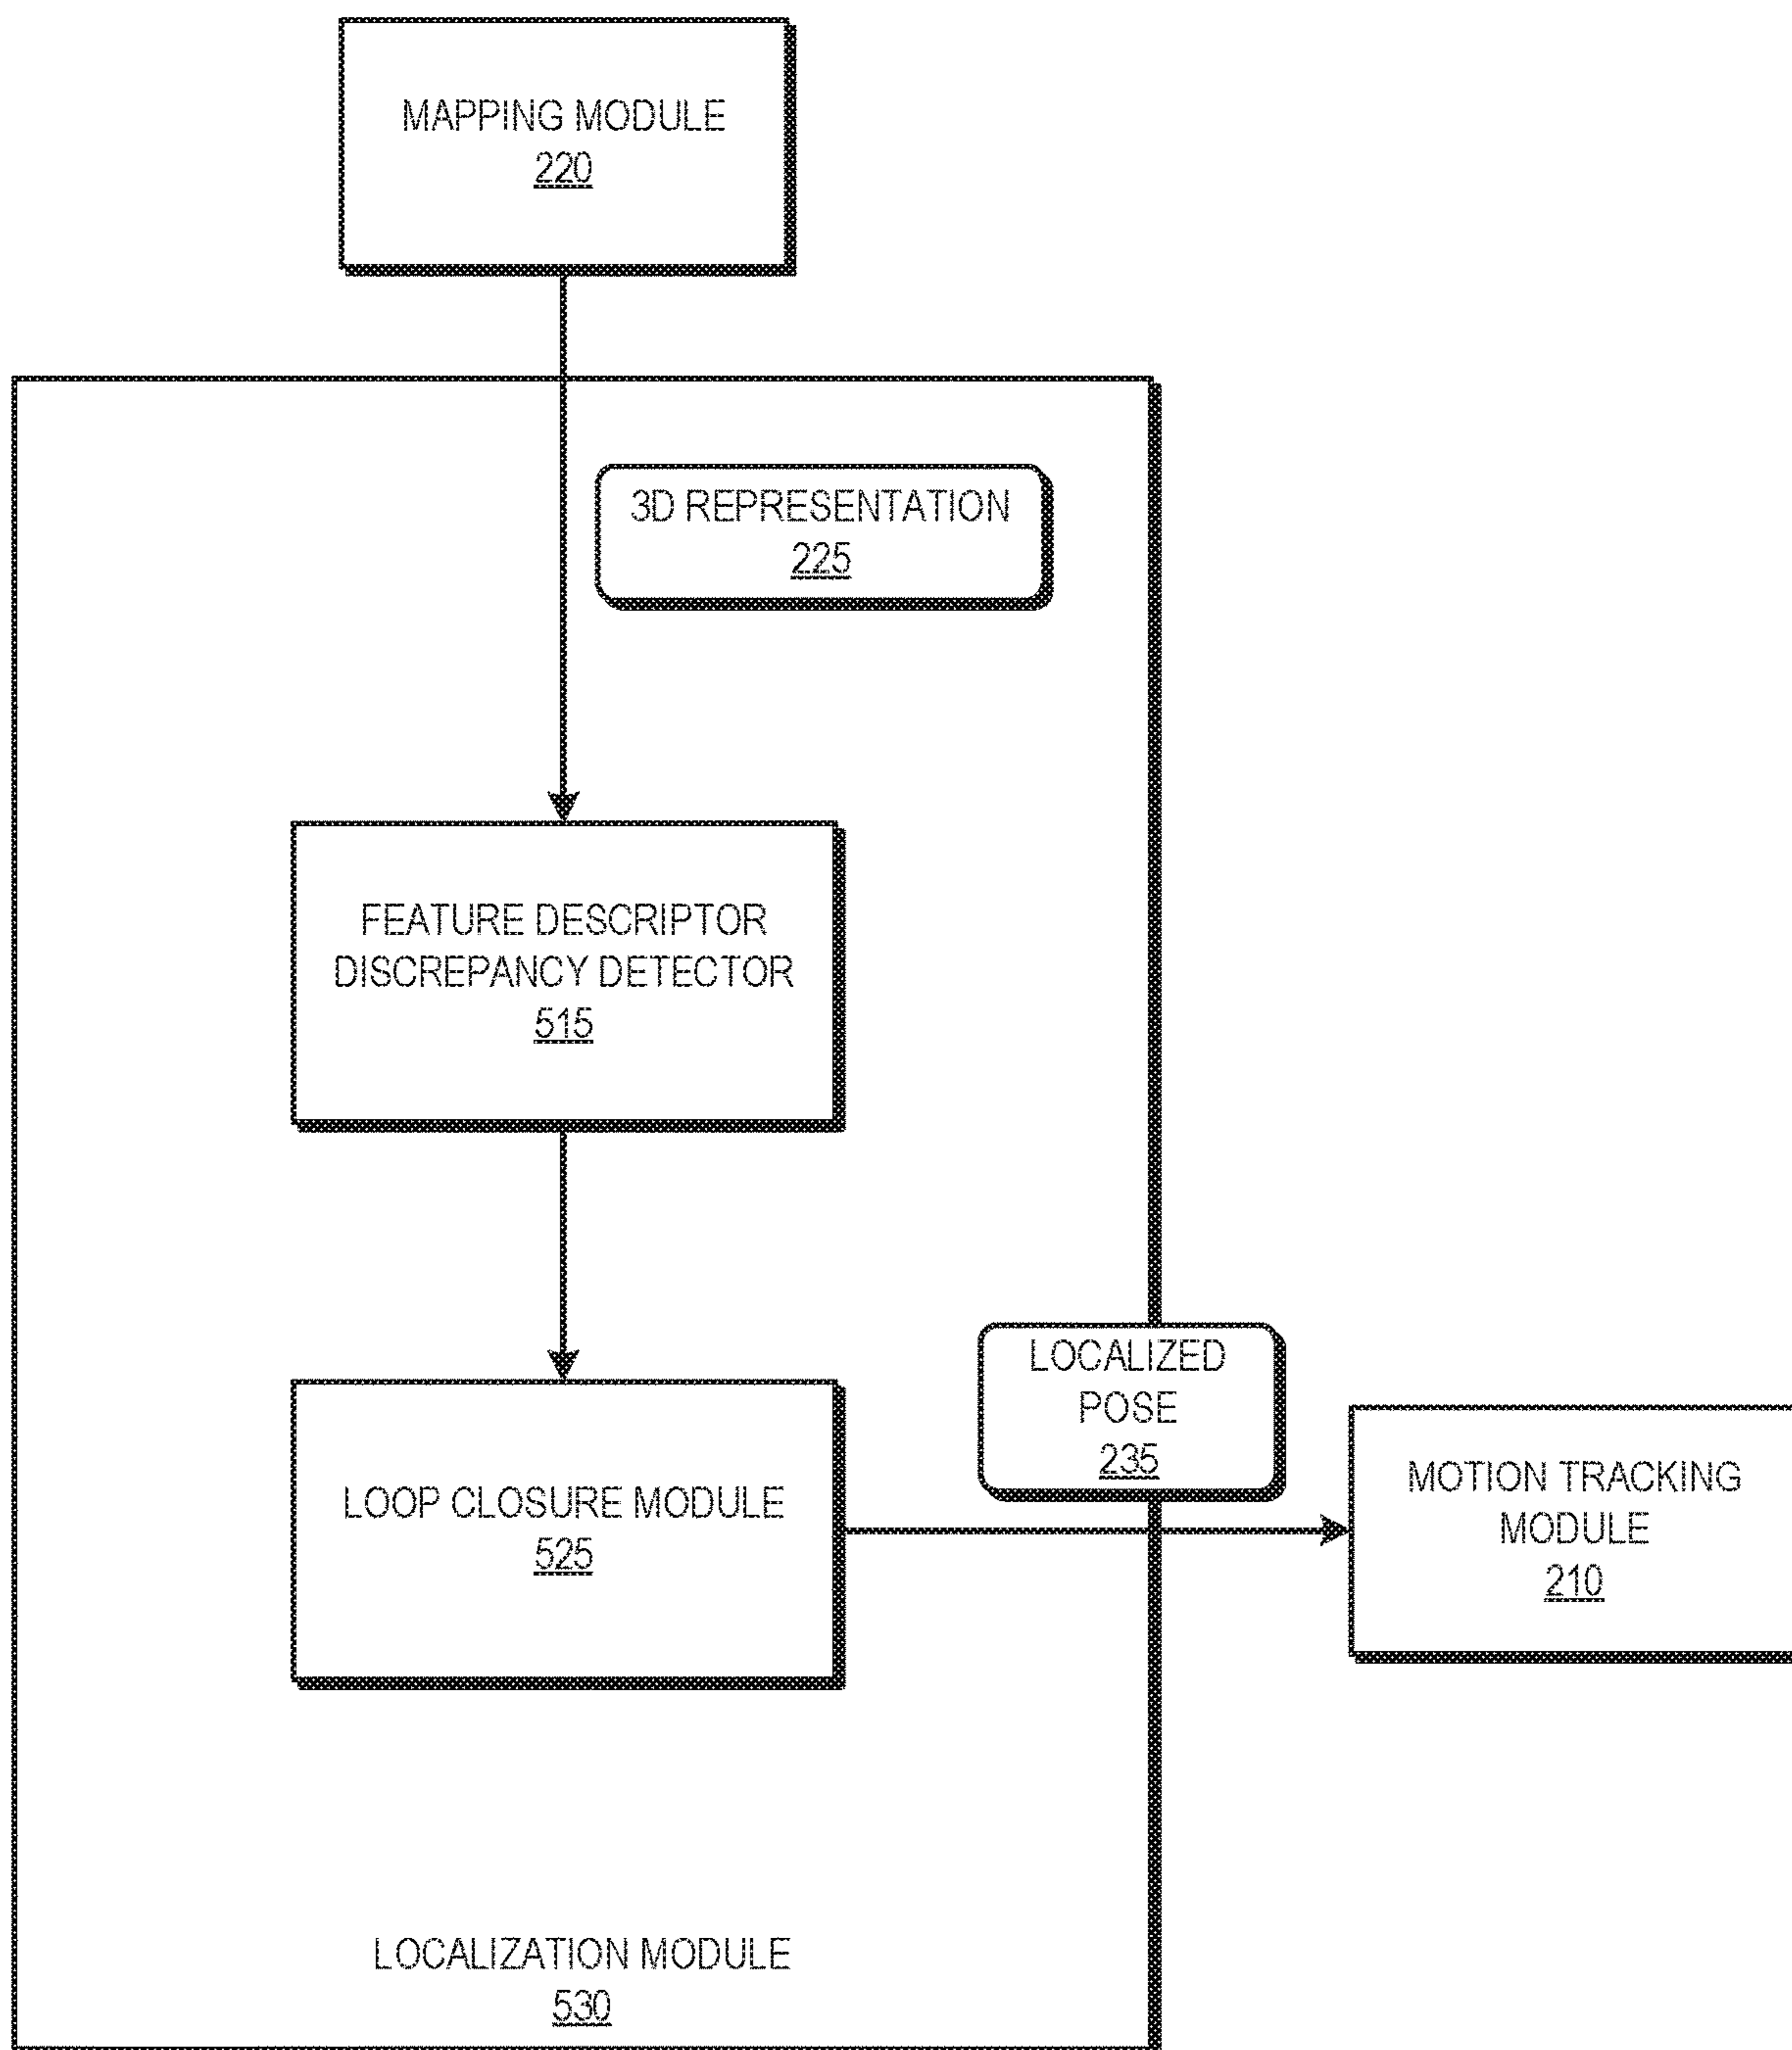 MAPPING MODULE
220
3D REPRESENTATION
225
FEATURE DESCRIPTOR
DISCREPANCY DETECTOR
515
LOCALIZED
POSE
235
LOOP CLOSURE MODULE
525
MOTION TRACKING
MODULE
210
LOCALIZATION MODULE
530